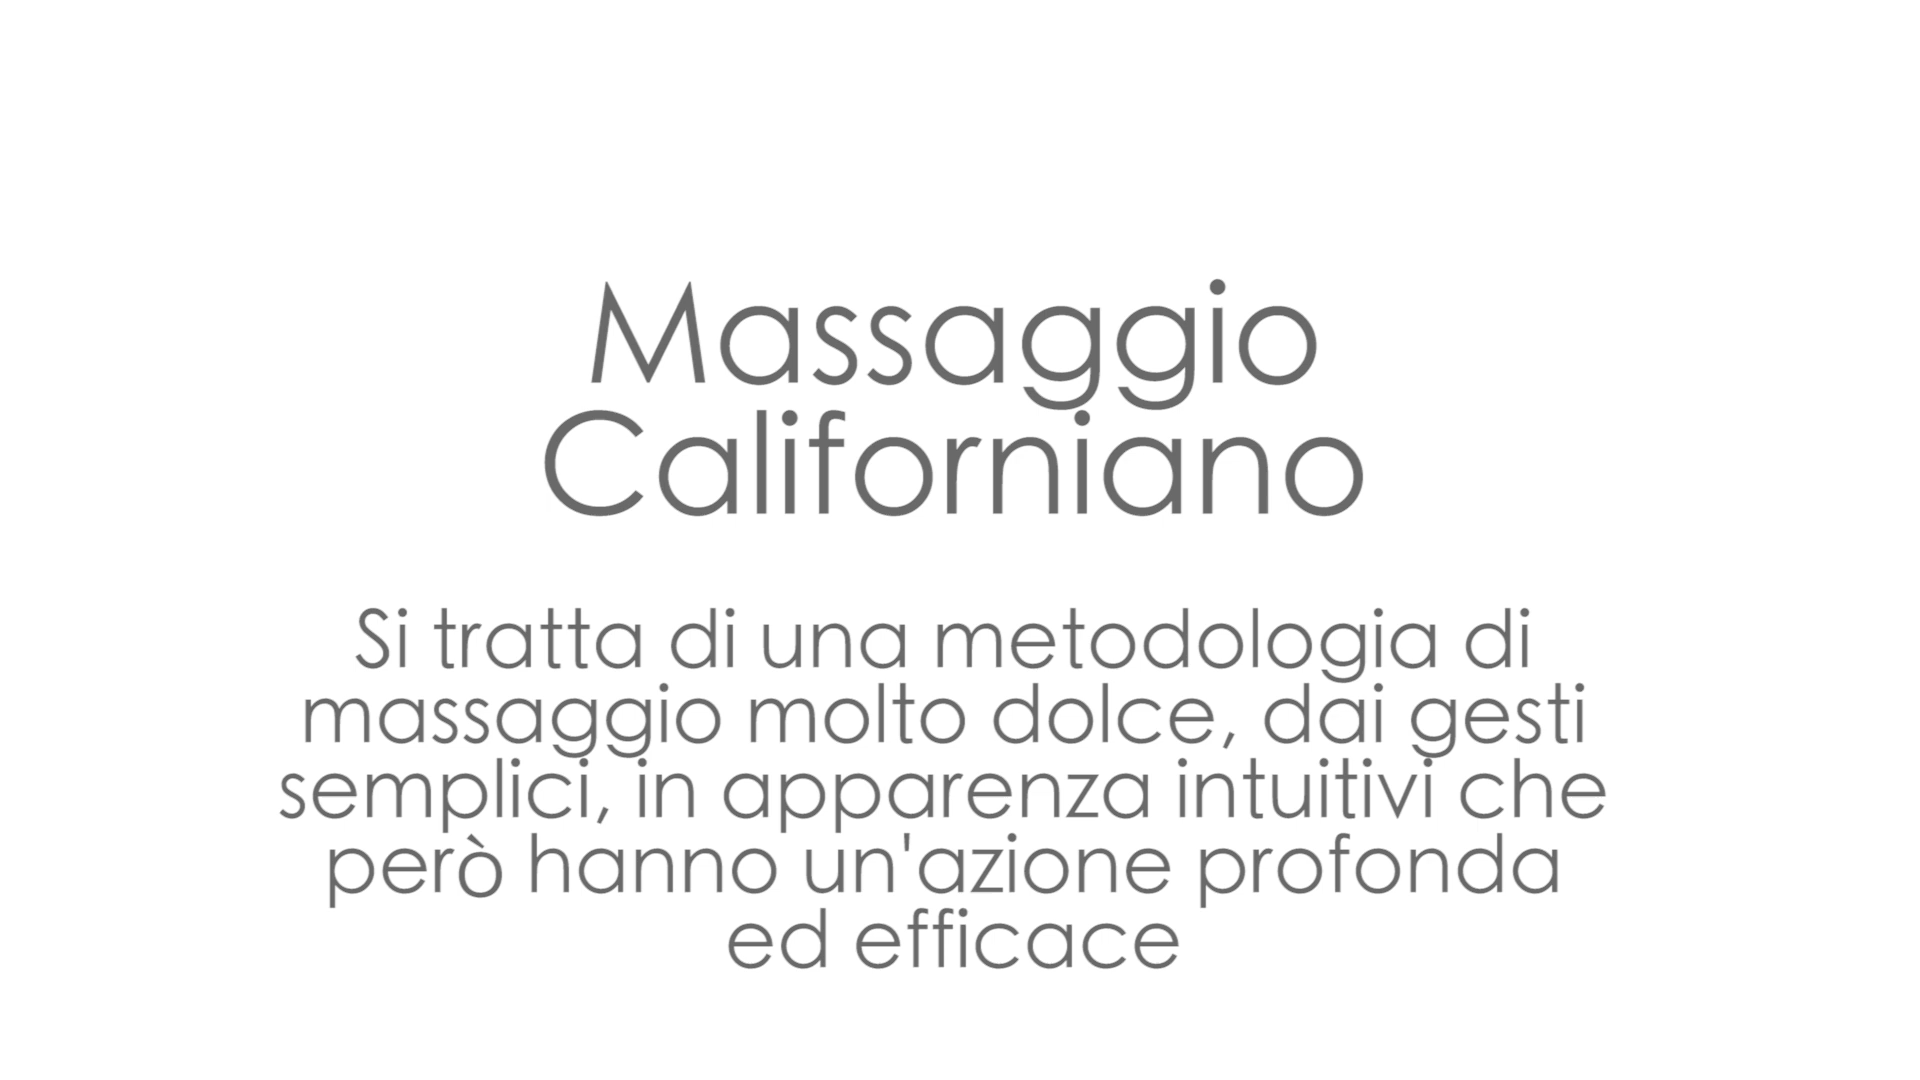 Massaggio
Californiano
Si tratta di una metodologia di
massaggio molto dolce, dai gesti
semplici, in apparenza intuitivi che
però hanno un'azione profonda
ed efficace